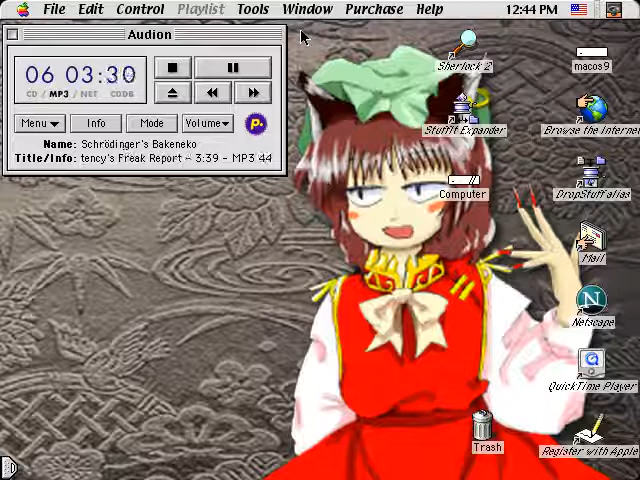 File Edit Control Playlist Tools Window Purchase Help 12:44 PM
Audion
06 03:30
CD / MP3 / NET CODB
Menu Info Mode Volume
p.
Name: Schrödinger's Bakeneko
Title/Info: tency's Freak Report – 3:39 – MP3 44
Sherlock 2
macos9
StuffIt Expander
Browse the Internet
Computer
DropStuff alias
Mail
N
Netscape
QuickTime Player
Trash
Register with Apple